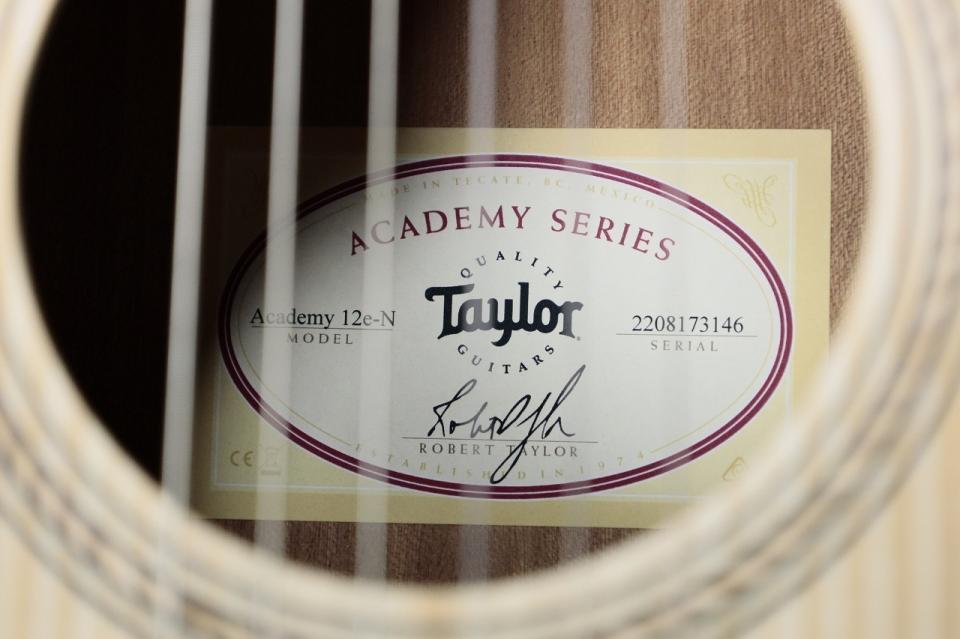 MADE IN TECATE, BC, MEXICO
ACADEMY SERIES
QUALITY
Taylor
GUITARS
Academy 12e-N
MODEL
2208173146
SERIAL
ROBERT TAYLOR
ESTABLISHED IN 1974
CE